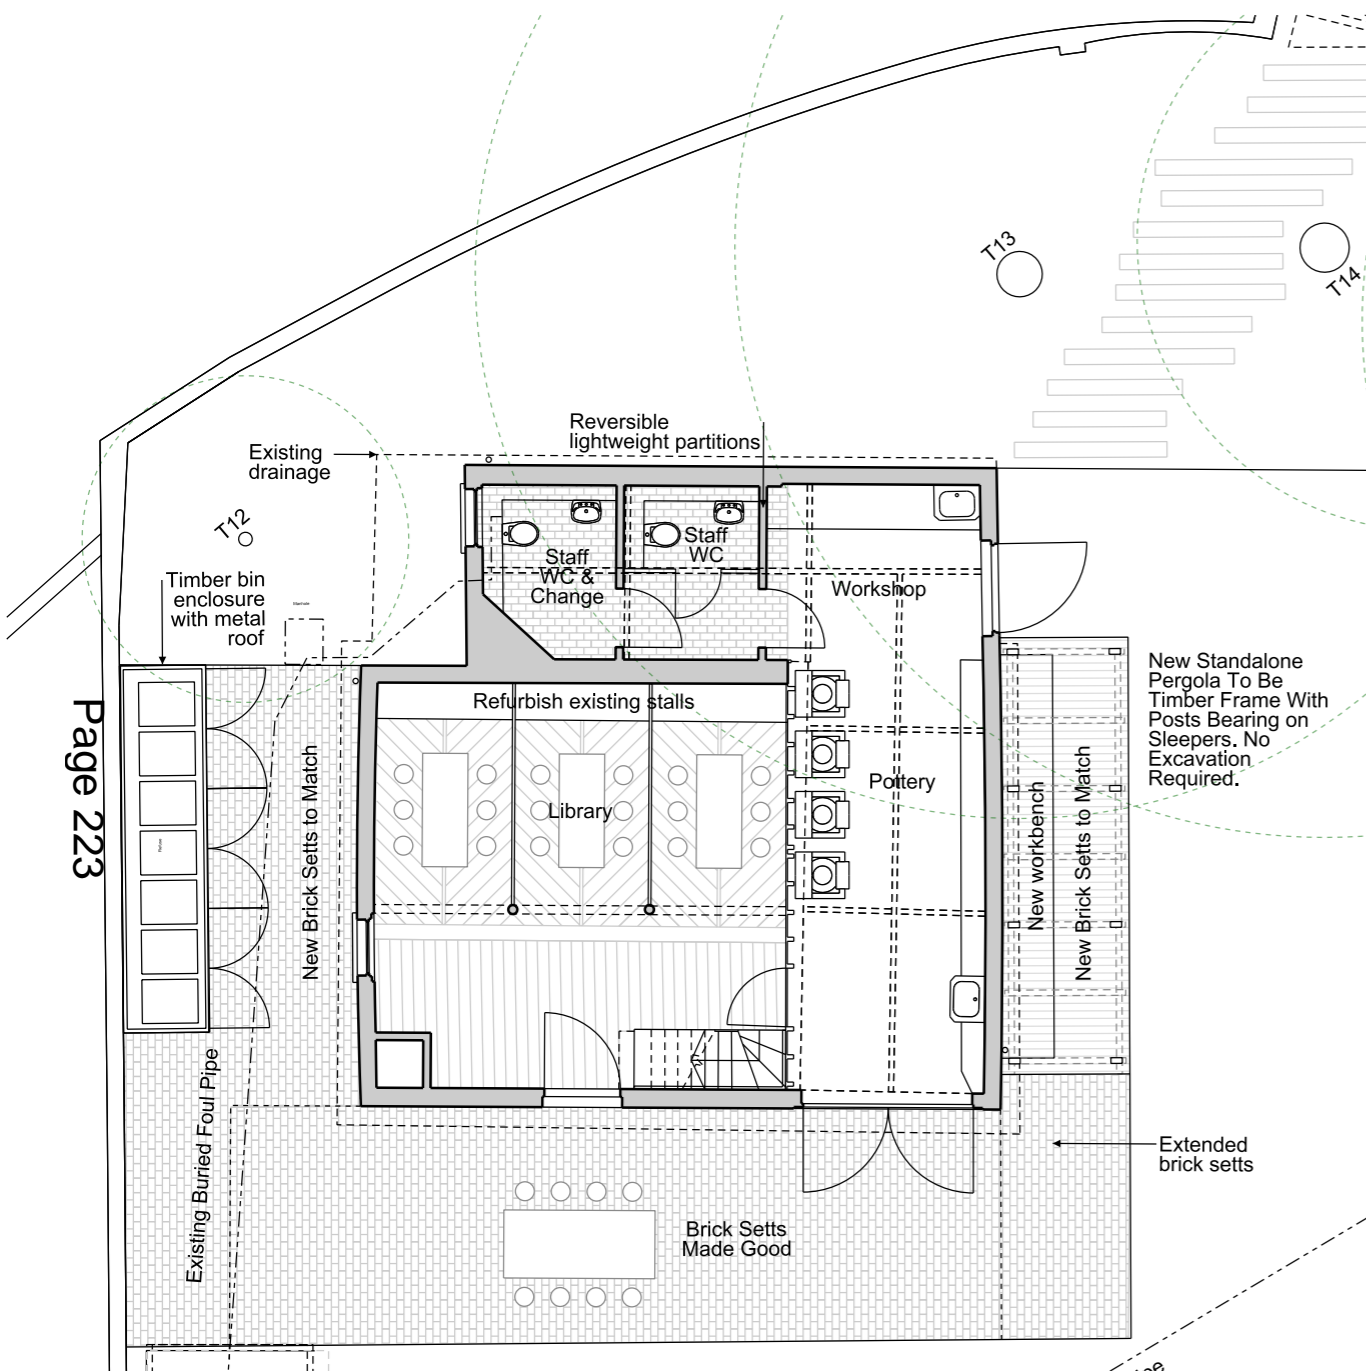 T13
T14
Reversible
lightweight partitions
Existing
drainage
T12
Staff
WC &
Change
Staff
WC
Workshop
Timber bin
enclosure
with metal
roof
New Standalone
Pergola To Be
Timber Frame With
Posts Bearing on
Sleepers. No
Excavation
Required.
Refurbish existing stalls
Page 223
New Brick Setts to Match
Library
Pottery
New workbench
New Brick Setts to Match
Existing Buried Foul Pipe
Extended
brick setts
Brick Setts
Made Good